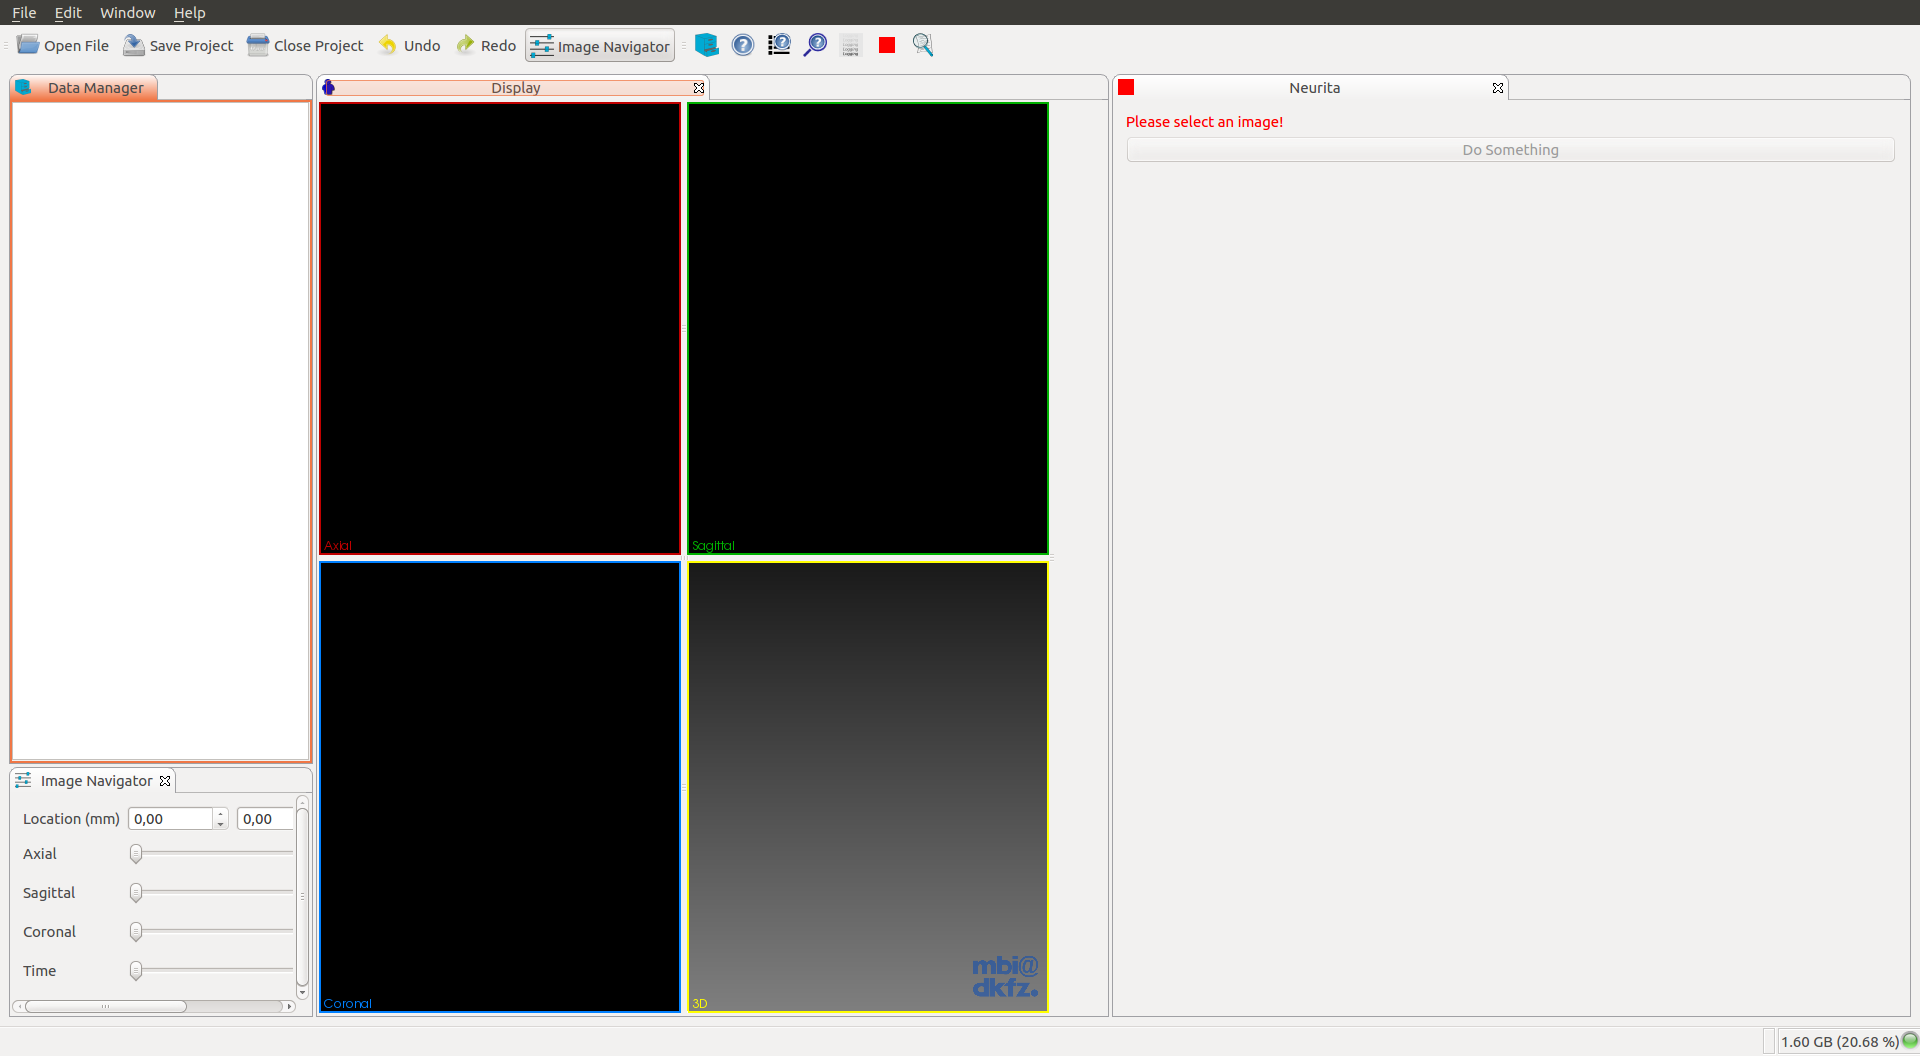 File Edit Window Help
Open File Save Project Close Project Undo Redo Image Navigator
Data Manager
Display
Neurita
Please select an image!
Do Something
Axial
Sagittal
Coronal
3D
mbi@
dkfz.
Image Navigator
Location (mm) 0,00 0,00
Axial
Sagittal
Coronal
Time
1.60 GB (20.68 %)